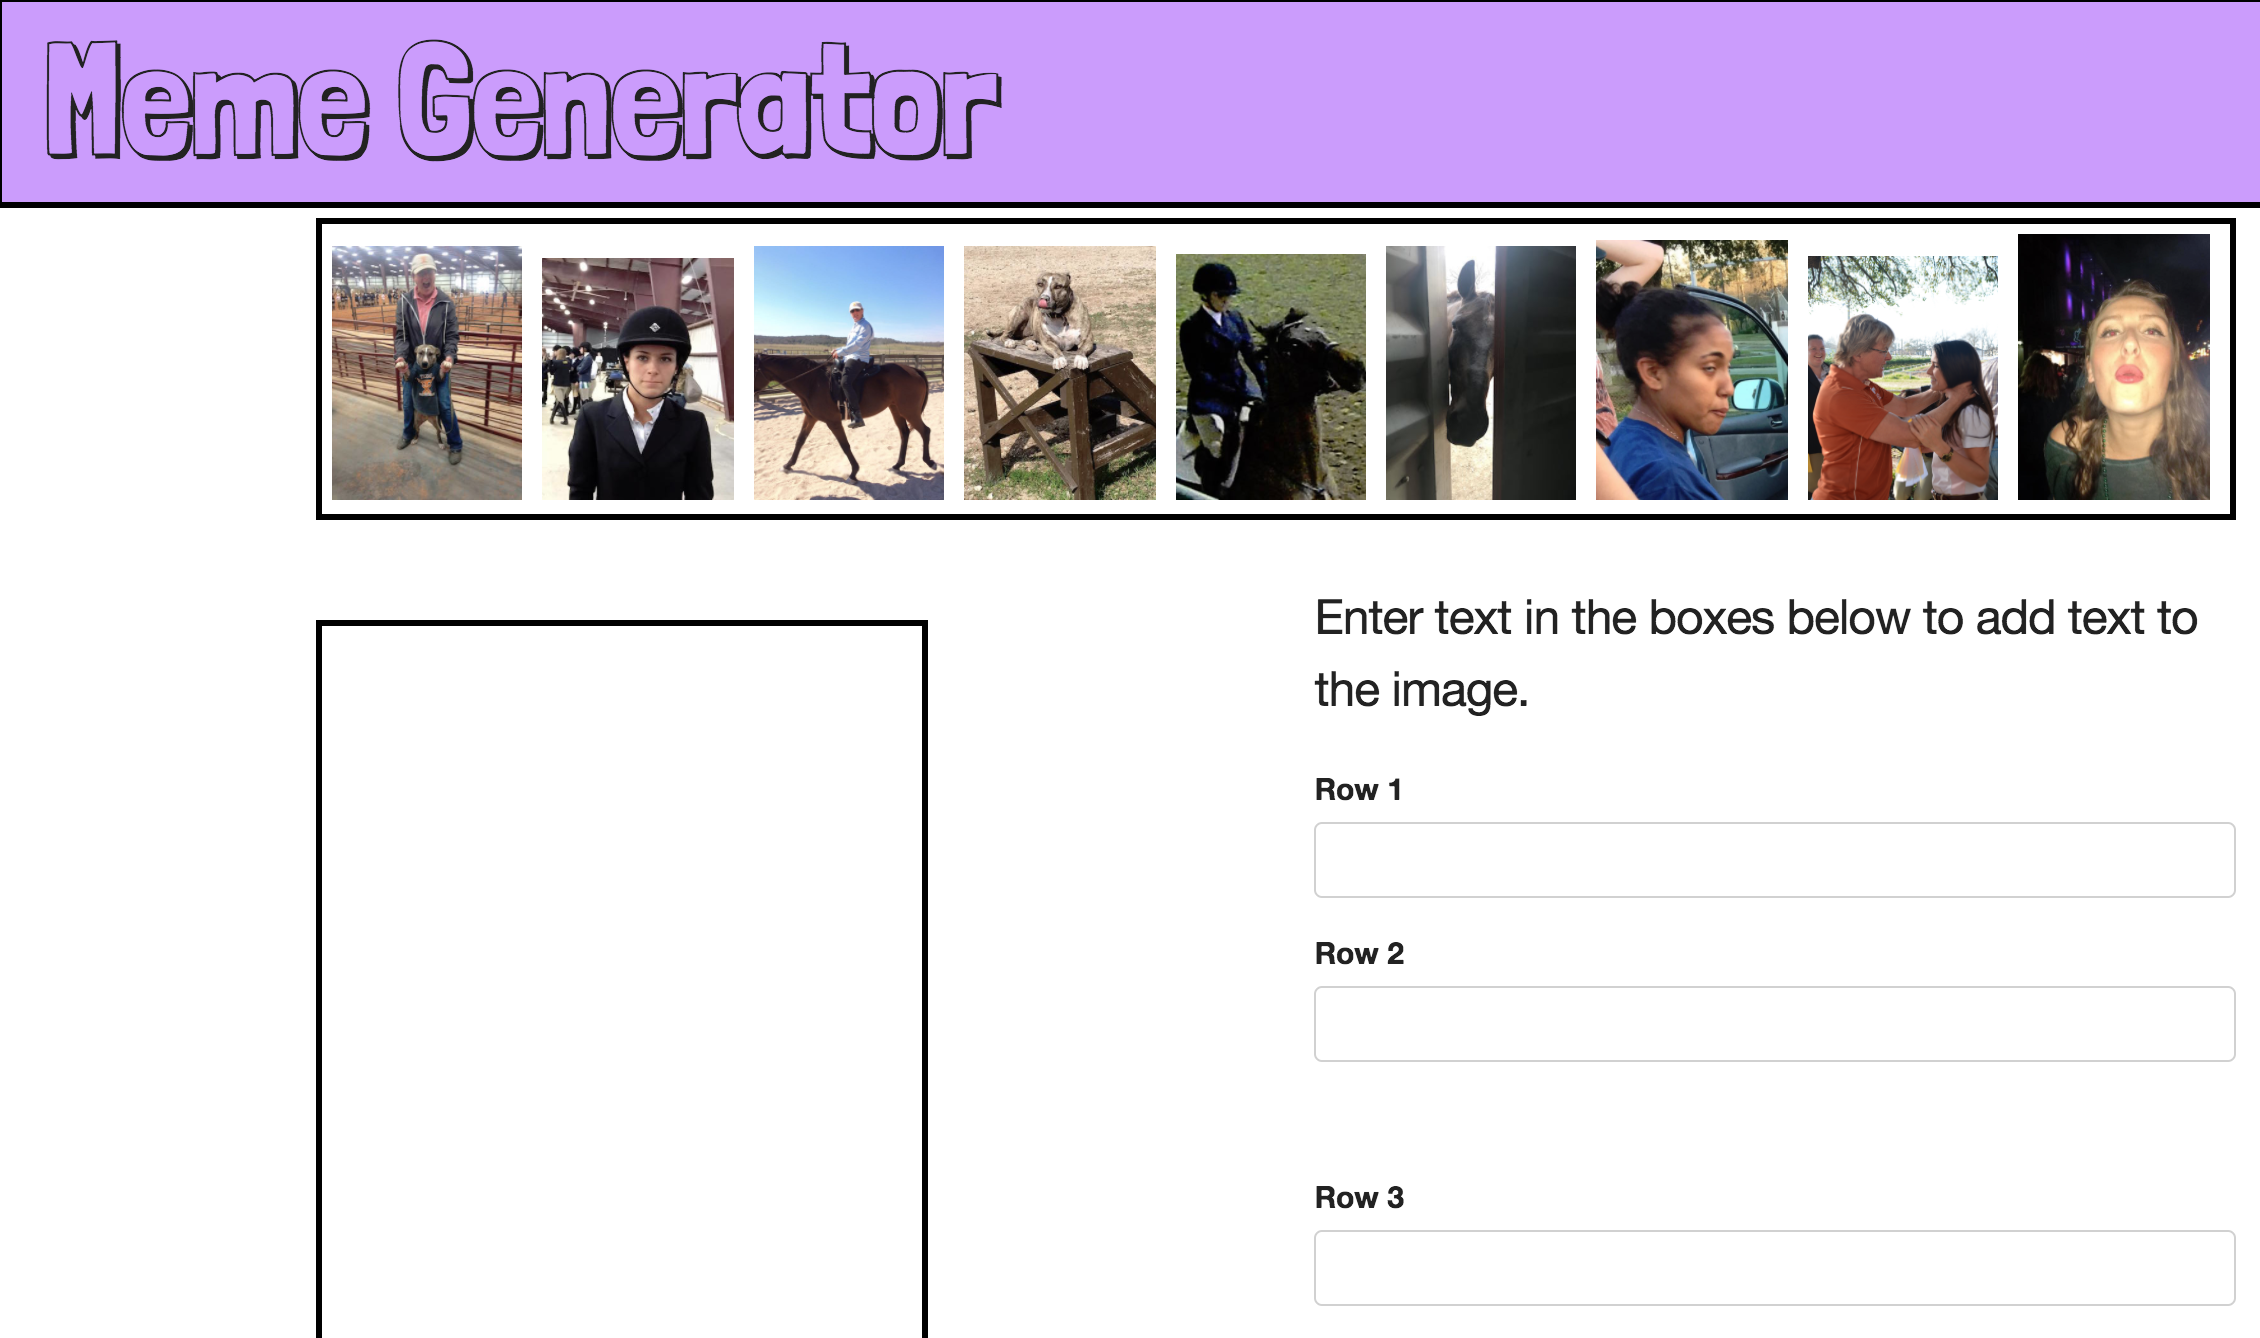 Meme Generator
Enter text in the boxes below to add text to
the image.
Row 1
Row 2
Row 3